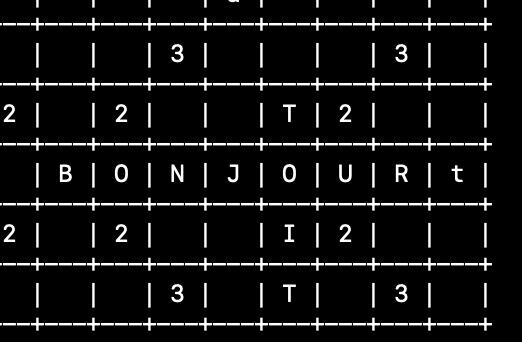 | | | 3 | | | | 3 | |
2 | | 2 | | | T | 2 | | |
| B | O | N | J | O | U | R | t |
2 | | 2 | | | I | 2 | | |
| | | 3 | | T | | 3 | |